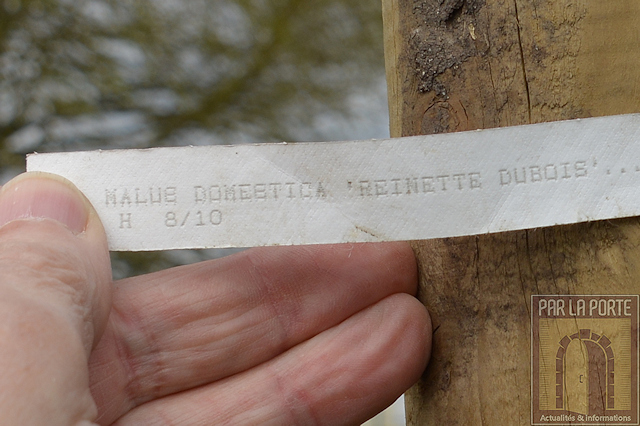 MALUS DOMESTICA 'REINETTE DUBOIS'...
H 8/10
PAR LA PORTE
Actualités & informations